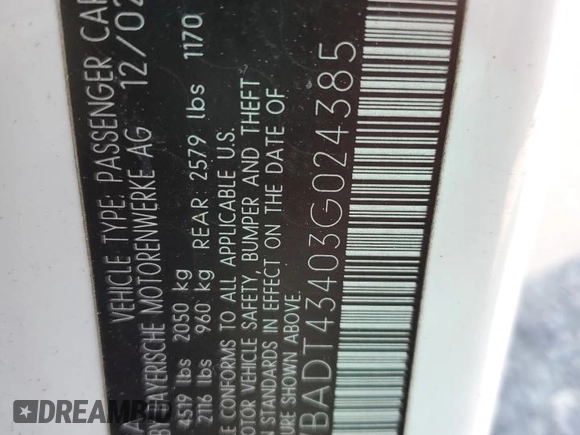 VEHICLE TYPE: PASSENGER CAR
BAYERISCHE MOTORENWERKE AG 12/02
4519 lbs 2050 kg
2116 lbs 960 kg REAR: 2579 lbs 1170
CONFORMS TO ALL APPLICABLE U.S.
MOTOR VEHICLE SAFETY, BUMPER AND THEFT
STANDARDS IN EFFECT ON THE DATE OF
SHOWN ABOVE.
BADT43403G024385
DREAMBID